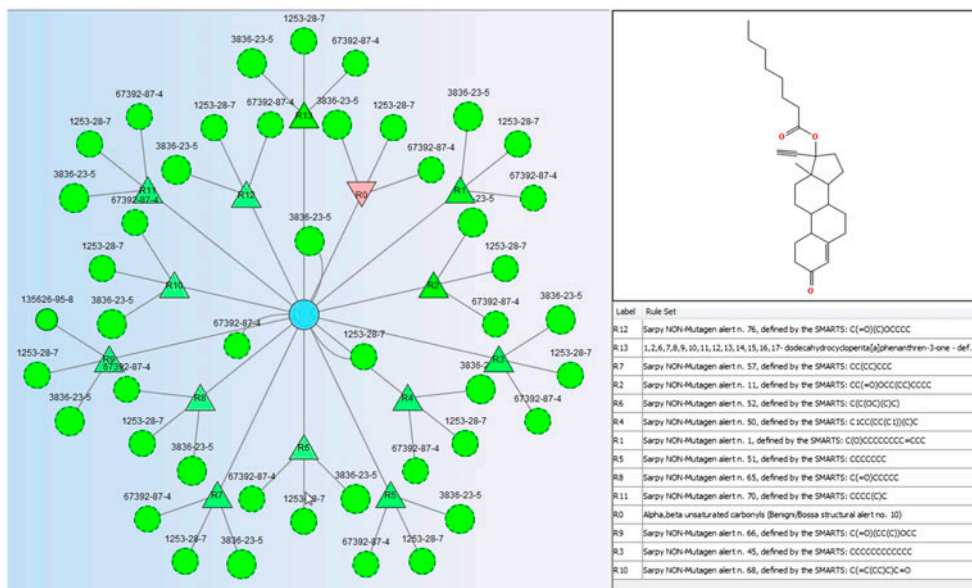 1253-28-7
3836-23-5
67392-87-4
67392-87-4
1253-28-7
67392-87-4
3836-23-5
1253-28-7
3836-23-5
1253-28-7
R13
1253-28-7
3836-23-5
67392-87-4
R11
R12
R0
R1
67392-87-4
3836-23-5
67392-87-4
3836-23-5
-23-5
1253-28-7
1253-28-7
R10
R2
135626-95-8
3836-23-5
67392-87-4
3836-23-5
67392-87-4
1253-28-7
1253-28-7
R9
67392-87-4
R3
1253-28-7
3836-2
3836-23-5
R8
R4
67392-87-4
1253-28-7
1253-28-7
3836-23-5
R6
67392-87-4
67392-87-4
3836-23-5
67392-87-4
R7
1253-28-7
R5
3836-23-5
1253-28-7
3836-23-5
67392-87-4
1253-28-7
O
O
O
Label Rule Set
R12 Sarpy NON-Mutagen alert n. 76, defined by the SMARTS: C(=O)(C)OCCCC
R13 1,2,6,7,8,9,10,11,12,13,14,15,16,17- dodecahydrocyclopenta[a]phenanthren-3-one - def.
R7 Sarpy NON-Mutagen alert n. 57, defined by the SMARTS: CC(CC)CCC
R2 Sarpy NON-Mutagen alert n. 11, defined by the SMARTS: CC(=O)OCC(CC)CCCC
R6 Sarpy NON-Mutagen alert n. 52, defined by the SMARTS: C(C(OC)(C)C)
R4 Sarpy NON-Mutagen alert n. 50, defined by the SMARTS: C1CC(CC(C1))(C)C
R1 Sarpy NON-Mutagen alert n. 1, defined by the SMARTS: C(O)CCCCCCCC=CCC
R5 Sarpy NON-Mutagen alert n. 51, defined by the SMARTS: CCCCCCC
R8 Sarpy NON-Mutagen alert n. 65, defined by the SMARTS: C(=O)CCCCC
R11 Sarpy NON-Mutagen alert n. 70, defined by the SMARTS: CCCC(C)C
R0 Alpha,beta unsaturated carbonyls (Benigni/Bossa structural alert no. 10)
R9 Sarpy NON-Mutagen alert n. 66, defined by the SMARTS: C(=O)(CC(C))OCC
R3 Sarpy NON-Mutagen alert n. 45, defined by the SMARTS: CCCCCCCCCCCC
R10 Sarpy NON-Mutagen alert n. 68, defined by the SMARTS: C(=C(CC)C)C=O